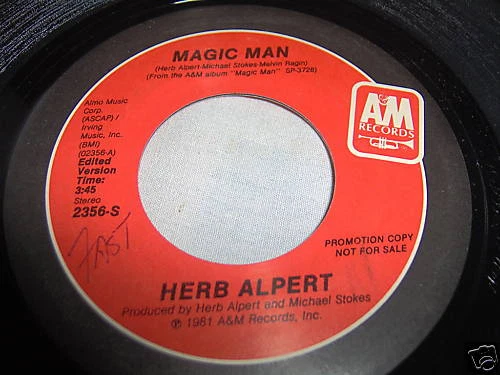 MAGIC MAN
(Herb Alpert-Michael Stokes-Melvin Ragin)
(From the A&M album "Magic Man" SP-3728)
Almo Music
Corp.
(ASCAP) /
Irving
Music, Inc.
(BMI)
(02356-A)
Edited
Version
Time:
3:45
Stereo
2356-S
FAST
A&M
RECORDS
PROMOTION COPY
NOT FOR SALE
HERB ALPERT
Produced by Herb Alpert and Michael Stokes
℗ 1981 A&M Records, Inc.